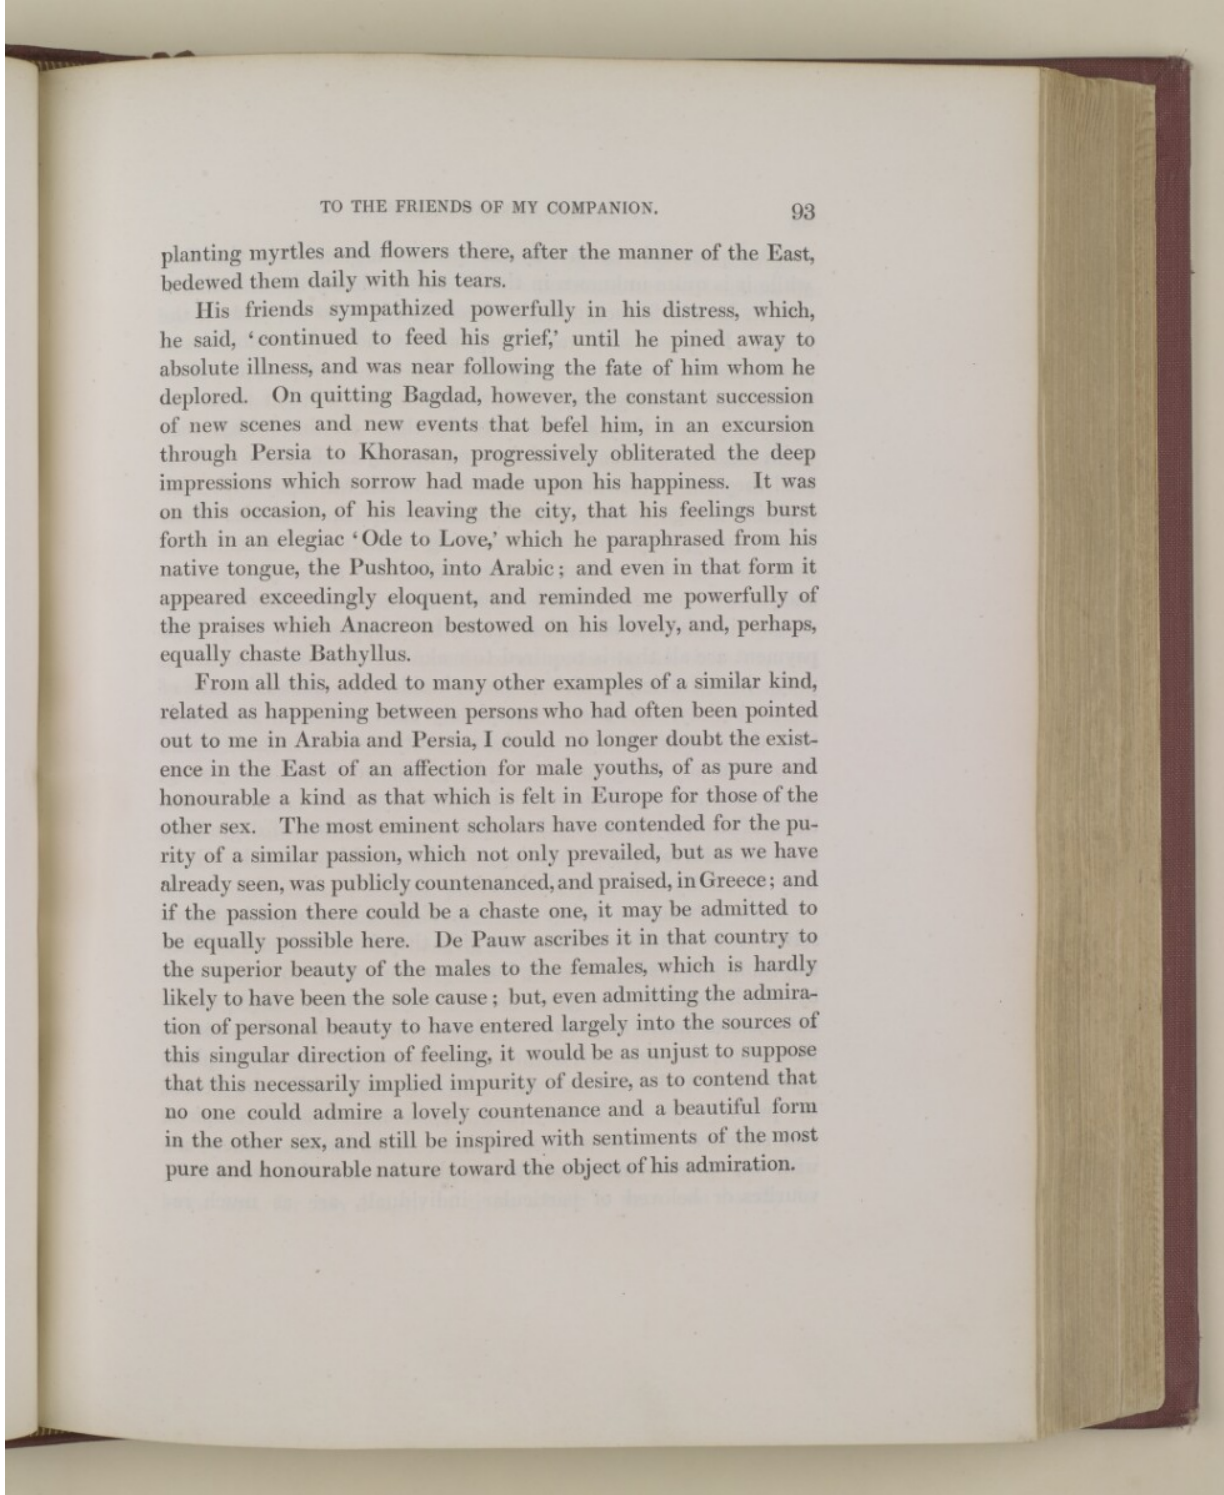 TO THE FRIENDS OF MY COMPANION. 93
planting myrtles and flowers there, after the manner of the East,
bedewed them daily with his tears.
His friends sympathized powerfully in his distress, which,
he said, ‘continued to feed his grief,’ until he pined away to
absolute illness, and was near following the fate of him whom he
deplored. On quitting Bagdad, however, the constant succession
of new scenes and new events that befel him, in an excursion
through Persia to Khorasan, progressively obliterated the deep
impressions which sorrow had made upon his happiness. It was
on this occasion, of his leaving the city, that his feelings burst
forth in an elegiac ‘Ode to Love,’ which he paraphrased from his
native tongue, the Pushtoo, into Arabic; and even in that form it
appeared exceedingly eloquent, and reminded me powerfully of
the praises which Anacreon bestowed on his lovely, and, perhaps,
equally chaste Bathyllus.
From all this, added to many other examples of a similar kind,
related as happening between persons who had often been pointed
out to me in Arabia and Persia, I could no longer doubt the exist-
ence in the East of an affection for male youths, of as pure and
honourable a kind as that which is felt in Europe for those of the
other sex. The most eminent scholars have contended for the pu-
rity of a similar passion, which not only prevailed, but as we have
already seen, was publicly countenanced, and praised, in Greece; and
if the passion there could be a chaste one, it may be admitted to
be equally possible here. De Pauw ascribes it in that country to
the superior beauty of the males to the females, which is hardly
likely to have been the sole cause; but, even admitting the admira-
tion of personal beauty to have entered largely into the sources of
this singular direction of feeling, it would be as unjust to suppose
that this necessarily implied impurity of desire, as to contend that
no one could admire a lovely countenance and a beautiful form
in the other sex, and still be inspired with sentiments of the most
pure and honourable nature toward the object of his admiration.